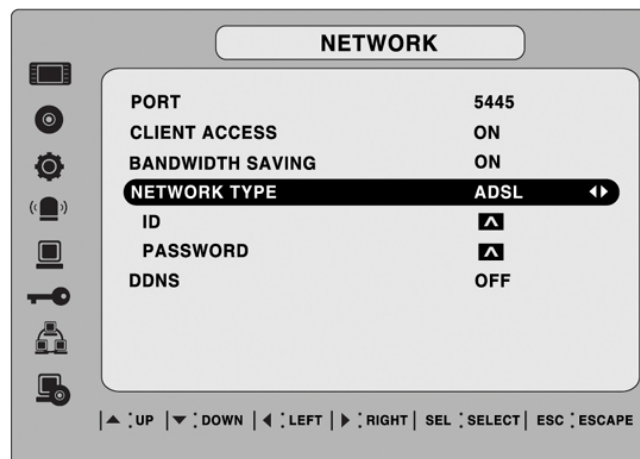 NETWORK
PORT 5445
CLIENT ACCESS ON
BANDWIDTH SAVING ON
NETWORK TYPE ADSL
ID
PASSWORD
DDNS OFF
UP | DOWN | LEFT | RIGHT | SEL : SELECT | ESC : ESCAPE